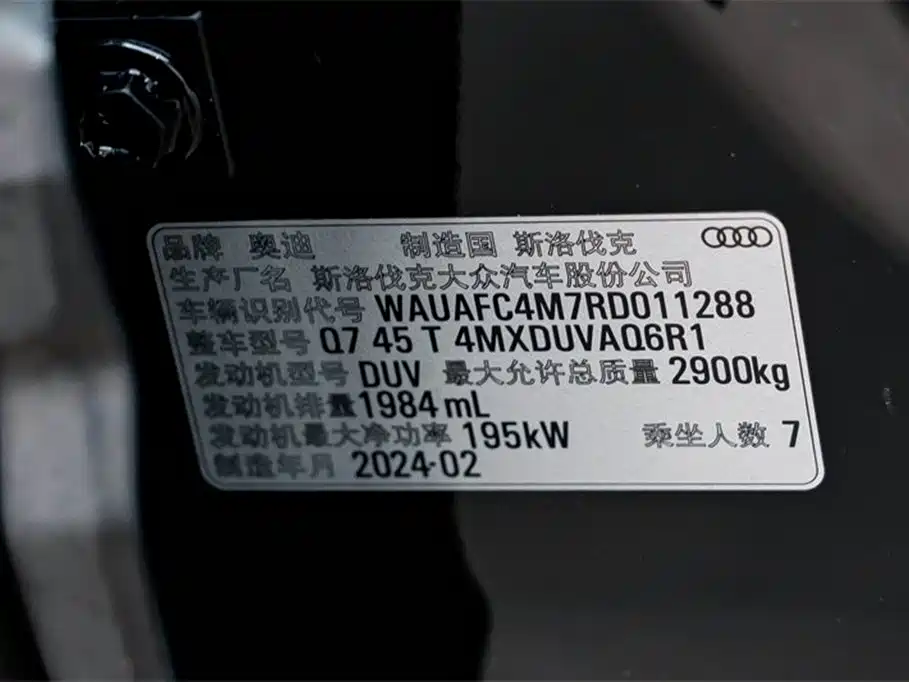 品牌 奥迪 制造国 斯洛伐克
生产厂名 斯洛伐克大众汽车股份公司
车辆识别代号 WAUAFC4M7RD011288
整车型号 Q7 45 T 4MXDUVAQ6R1
发动机型号 DUV 最大允许总质量 2900kg
发动机排量 1984 mL
发动机最大净功率 195kW 乘坐人数 7
制造年月 2024-02